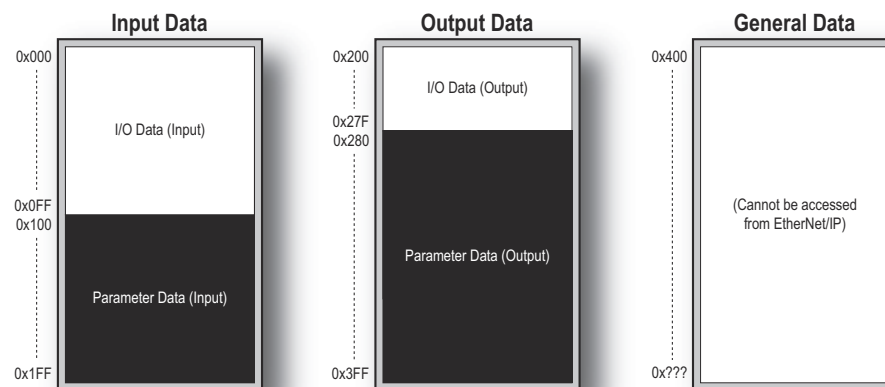 Input Data
0x000
I/O Data (Input)
0x0FF
0x100
Parameter Data (Input)
0x1FF
Output Data
0x200
I/O Data (Output)
0x27F
0x280
Parameter Data (Output)
0x3FF
General Data
0x400
(Cannot be accessed
from EtherNet/IP)
0x???